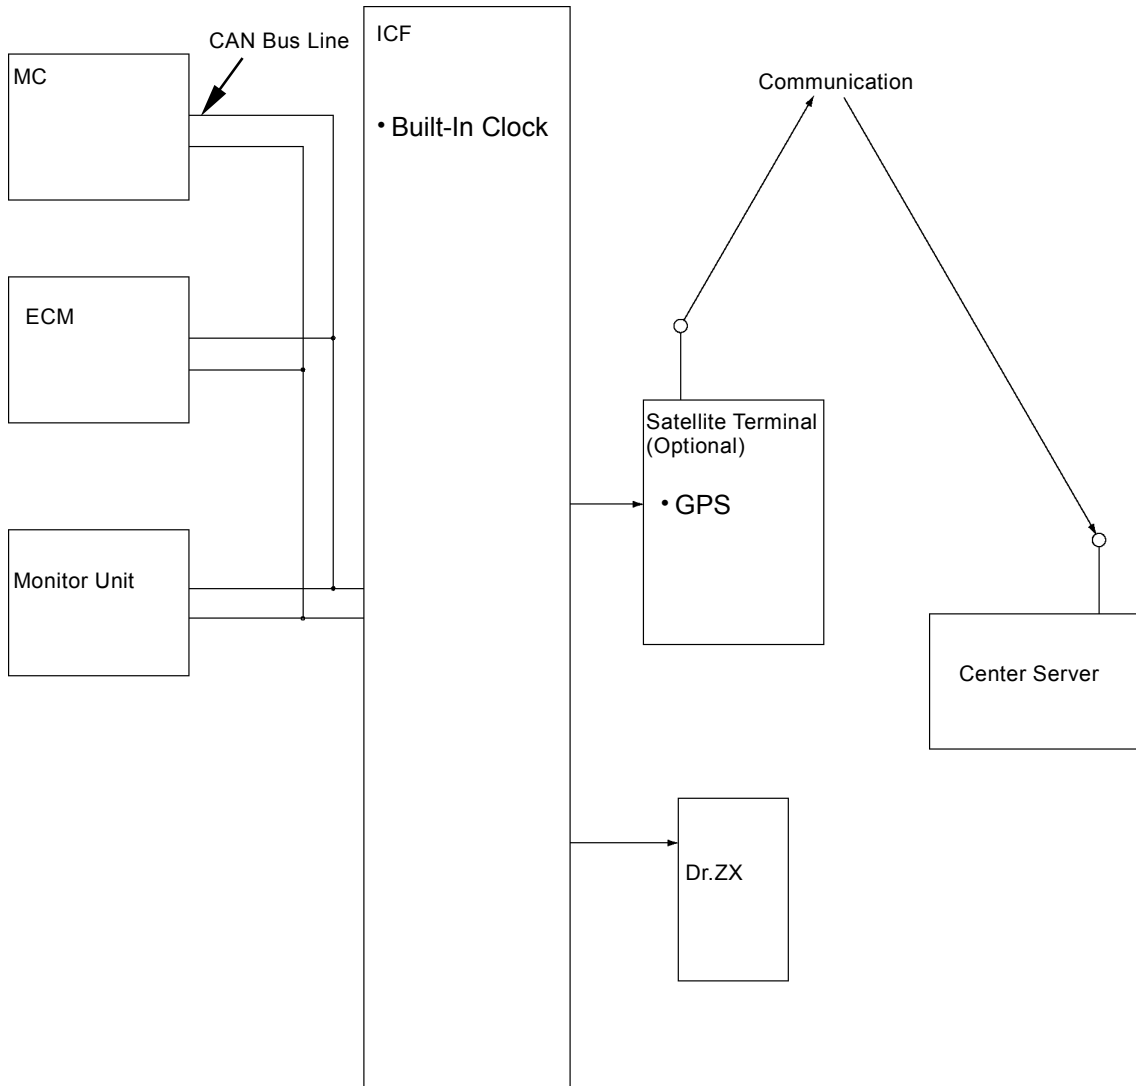 CAN Bus Line
MC
ICF
• Built-In Clock
Communication
ECM
Satellite Terminal
(Optional)
• GPS
Monitor Unit
Center Server
Dr.ZX